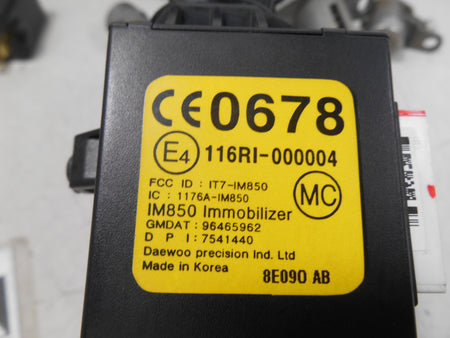 CE0678
E4 116RI-000004
FCC ID : IT7-IM850
IC : 1176A-IM850
MC
IM850 Immobilizer
GMDAT : 96465962
D P I : 7541440
Daewoo precision Ind. Ltd
Made in Korea
8E090 AB